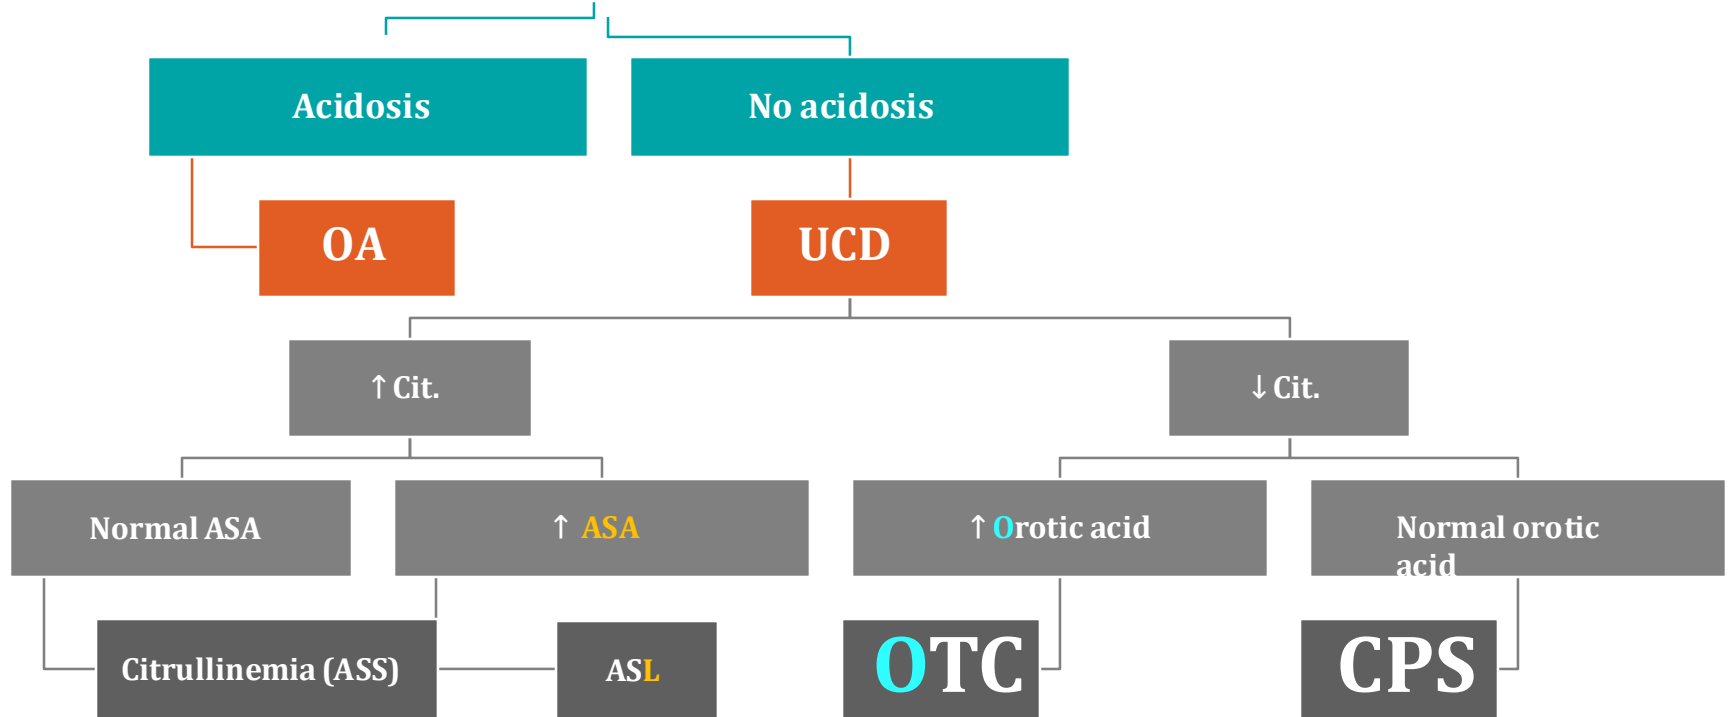 Acidosis
No acidosis
OA
UCD
↑ Cit.
↓ Cit.
Normal ASA
↑ ASA
↑ Orotic acid
Normal orotic
acid
Citrullinemia (ASS)
ASL
OTC
CPS